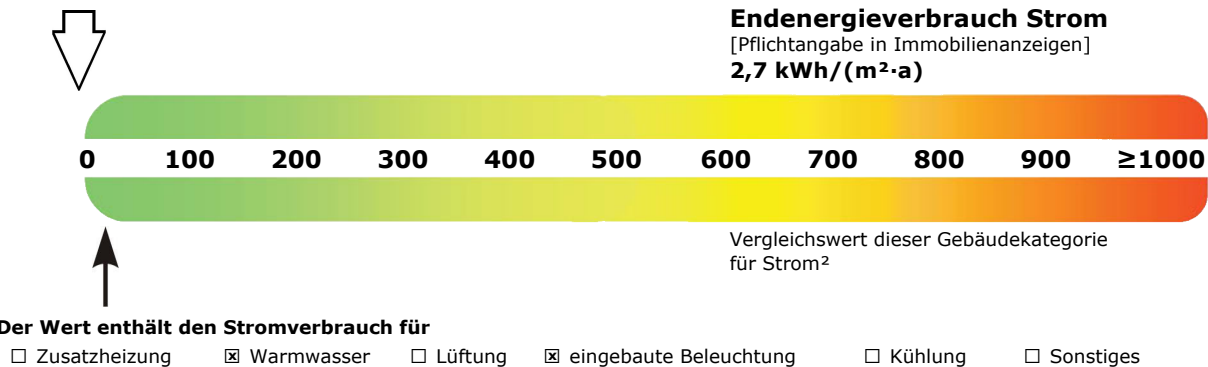 Endenergieverbrauch Strom
[Pflichtangabe in Immobilienanzeigen]
2,7 kWh/(m²·a)
0 100 200 300 400 500 600 700 800 900 ≥1000
Vergleichswert dieser Gebäudekategorie
für Strom²
Der Wert enthält den Stromverbrauch für
☐ Zusatzheizung ☒ Warmwasser ☐ Lüftung ☒ eingebaute Beleuchtung ☐ Kühlung ☐ Sonstiges